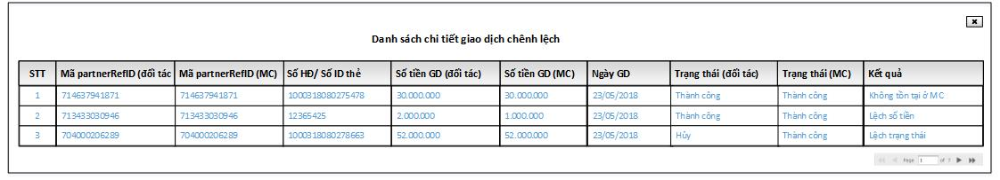 Danh sách chi tiết giao dịch chênh lệch
STT Mã partnerRefID (đối tác Mã partnerRefID (MC) Số HĐ/ Số ID thẻ Số tiền GD (đối tác) Số tiền GD (MC) Ngày GD Trạng thái (đối tác) Trạng thái (MC) Kết quả
1 714637941871 714637941871 1000318080275478 30.000.000 30.000.000 23/05/2018 Thành công Thành công Không tồn tại ở MC
2 713433030946 713433030946 12365425 2.000.000 1.000.000 23/05/2018 Thành công Thành công Lệch số tiền
3 704000206289 704000206289 1000318080278663 52.000.000 52.000.000 23/05/2018 Hủy Thành công Lệch trạng thái
Page 1 of 7